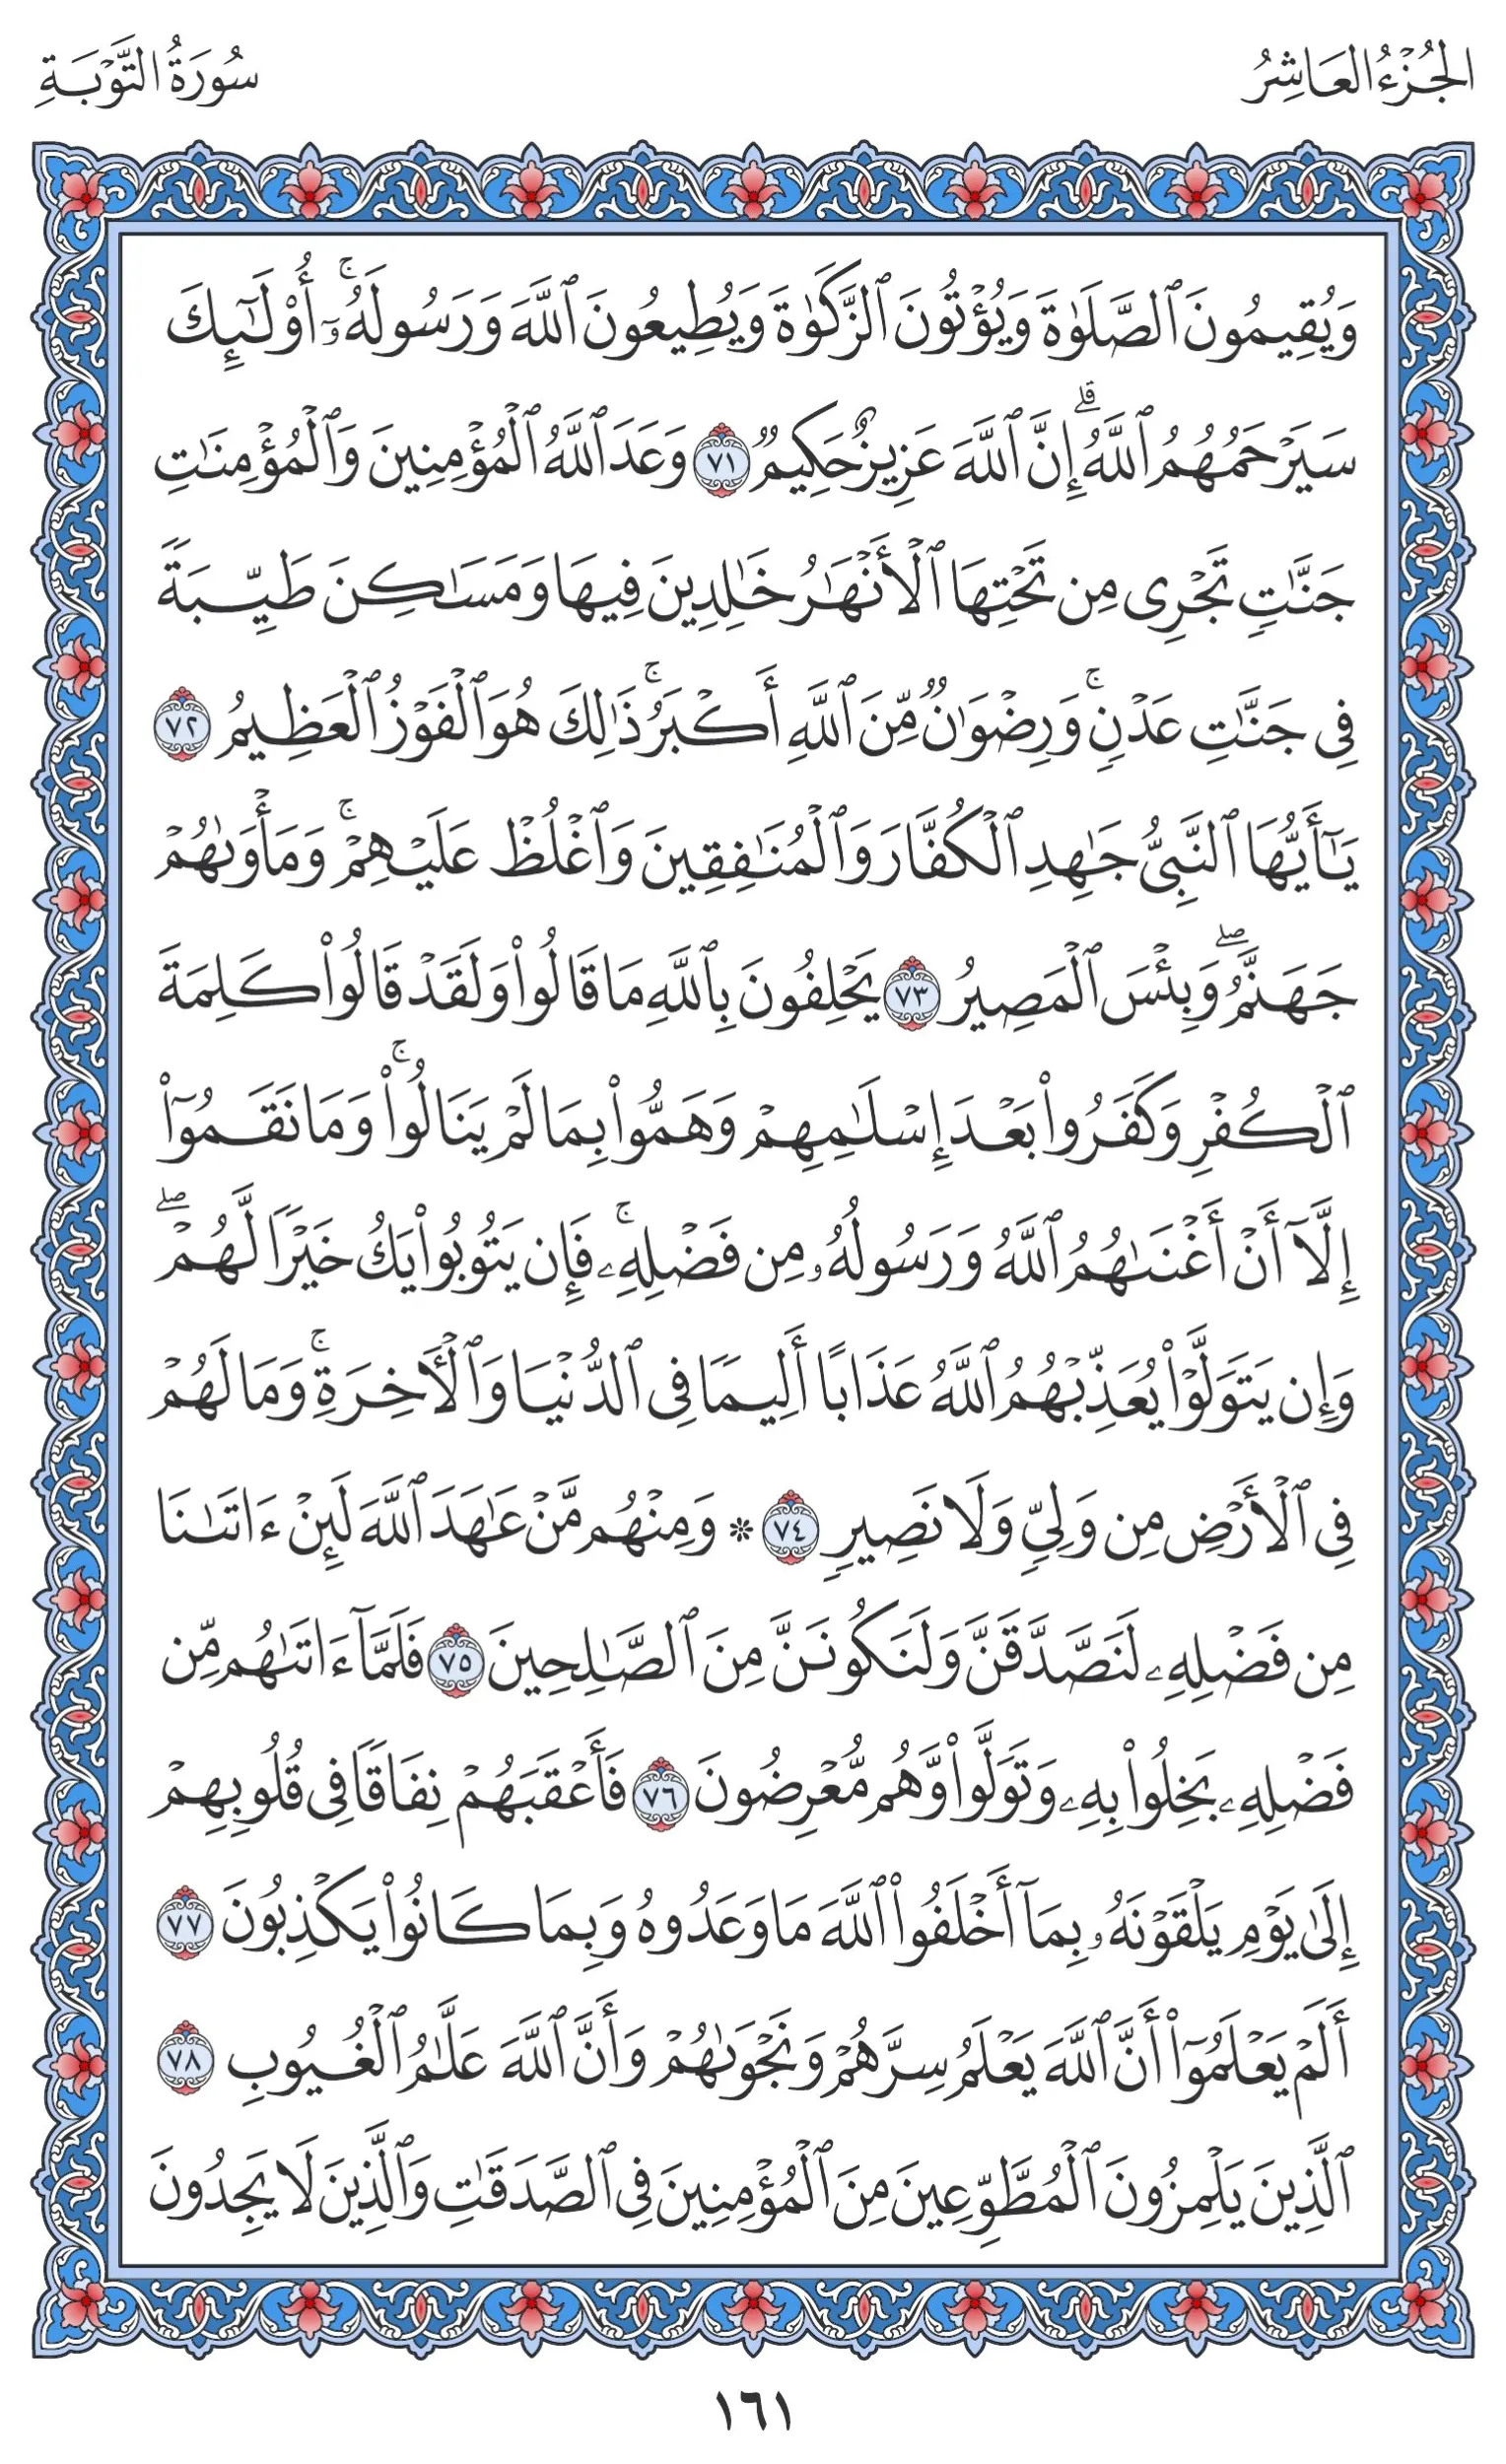 الجُزْءُ العَاشِرُ
سُورَةُ التَّوْبَةِ
وَيُقِيمُونَ ٱلصَّلَوٰةَ وَيُؤْتُونَ ٱلزَّكَوٰةَ وَيُطِيعُونَ ٱللَّهَ وَرَسُولَهُۥٓۚ أُو۟لَـٰٓئِكَ
سَيَرْحَمُهُمُ ٱللَّهُۗ إِنَّ ٱللَّهَ عَزِيزٌ حَكِيمٌ ٧١ وَعَدَ ٱللَّهُ ٱلْمُؤْمِنِينَ وَٱلْمُؤْمِنَـٰتِ
جَنَّـٰتٍ تَجْرِى مِن تَحْتِهَا ٱلْأَنْهَـٰرُ خَـٰلِدِينَ فِيهَا وَمَسَـٰكِنَ طَيِّبَةً
فِى جَنَّـٰتِ عَدْنٍۚ وَرِضْوَٰنٌ مِّنَ ٱللَّهِ أَكْبَرُۚ ذَٰلِكَ هُوَ ٱلْفَوْزُ ٱلْعَظِيمُ ٧٢
يَـٰٓأَيُّهَا ٱلنَّبِىُّ جَـٰهِدِ ٱلْكُفَّارَ وَٱلْمُنَـٰفِقِينَ وَٱغْلُظْ عَلَيْهِمْۚ وَمَأْوَىٰهُمْ
جَهَنَّمُۖ وَبِئْسَ ٱلْمَصِيرُ ٧٣ يَحْلِفُونَ بِٱللَّهِ مَا قَالُوا۟ وَلَقَدْ قَالُوا۟ كَلِمَةَ
ٱلْكُفْرِ وَكَفَرُوا۟ بَعْدَ إِسْلَـٰمِهِمْ وَهَمُّوا۟ بِمَا لَمْ يَنَالُوا۟ۚ وَمَا نَقَمُوٓا۟
إِلَّآ أَنْ أَغْنَىٰهُمُ ٱللَّهُ وَرَسُولُهُۥ مِن فَضْلِهِۦۚ فَإِن يَتُوبُوا۟ يَكُ خَيْرًا لَّهُمْۖ
وَإِن يَتَوَلَّوْا۟ يُعَذِّبْهُمُ ٱللَّهُ عَذَابًا أَلِيمًا فِى ٱلدُّنْيَا وَٱلْـَٔاخِرَةِۚ وَمَا لَهُمْ
فِى ٱلْأَرْضِ مِن وَلِىٍّ وَلَا نَصِيرٍ ٧٤ ۞ وَمِنْهُم مَّنْ عَـٰهَدَ ٱللَّهَ لَئِنْ ءَاتَىٰنَا
مِن فَضْلِهِۦ لَنَصَّدَّقَنَّ وَلَنَكُونَنَّ مِنَ ٱلصَّـٰلِحِينَ ٧٥ فَلَمَّآ ءَاتَىٰهُم مِّن
فَضْلِهِۦ بَخِلُوا۟ بِهِۦ وَتَوَلَّوا۟ وَّهُم مُّعْرِضُونَ ٧٦ فَأَعْقَبَهُمْ نِفَاقًا فِى قُلُوبِهِمْ
إِلَىٰ يَوْمِ يَلْقَوْنَهُۥ بِمَآ أَخْلَفُوا۟ ٱللَّهَ مَا وَعَدُوهُ وَبِمَا كَانُوا۟ يَكْذِبُونَ ٧٧
أَلَمْ يَعْلَمُوٓا۟ أَنَّ ٱللَّهَ يَعْلَمُ سِرَّهُمْ وَنَجْوَىٰهُمْ وَأَنَّ ٱللَّهَ عَلَّـٰمُ ٱلْغُيُوبِ ٧٨
ٱلَّذِينَ يَلْمِزُونَ ٱلْمُطَّوِّعِينَ مِنَ ٱلْمُؤْمِنِينَ فِى ٱلصَّدَقَـٰتِ وَٱلَّذِينَ لَا يَجِدُونَ
١٦١